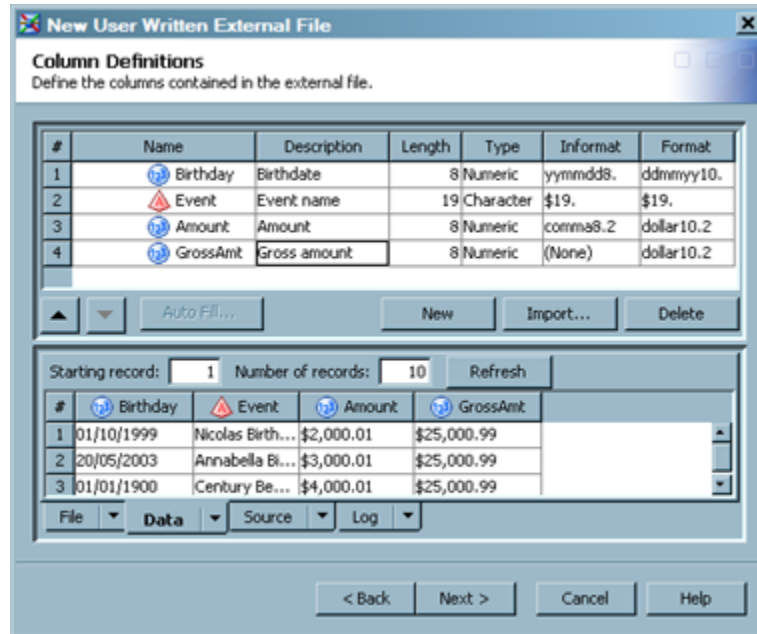 New User Written External File
Column Definitions
Define the columns contained in the external file.
# Name Description Length Type Informat Format
1 Birthday Birthdate 8 Numeric yymmdd8. ddmmyy10.
2 Event Event name 19 Character $19. $19.
3 Amount Amount 8 Numeric comma8.2 dollar10.2
4 GrossAmt Gross amount 8 Numeric (None) dollar10.2
Auto Fill... New Import... Delete
Starting record: 1 Number of records: 10 Refresh
# Birthday Event Amount GrossAmt
1 01/10/1999 Nicolas Birth... $2,000.01 $25,000.99
2 20/05/2003 Annabella Bi... $3,000.01 $25,000.99
3 01/01/1900 Century Be... $4,000.01 $25,000.99
File Data Source Log
< Back Next > Cancel Help